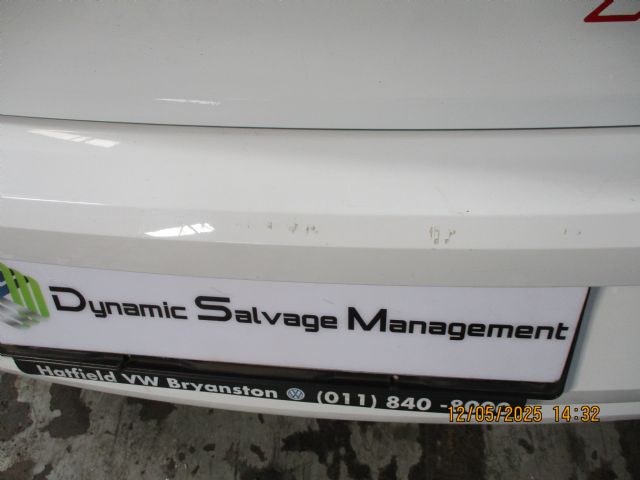 Dynamic Salvage Management
Hatfield VW Bryanston (011) 840
12/05/2025 14:32